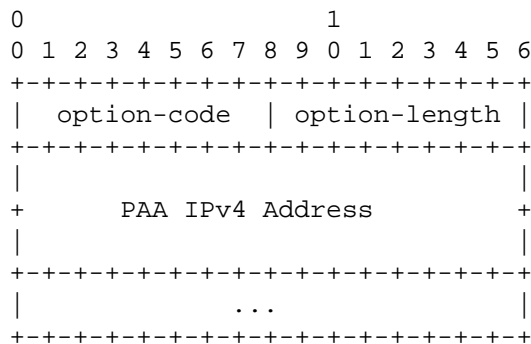 0                   1
0 1 2 3 4 5 6 7 8 9 0 1 2 3 4 5 6
+-+-+-+-+-+-+-+-+-+-+-+-+-+-+-+-+
|  option-code  | option-length |
+-+-+-+-+-+-+-+-+-+-+-+-+-+-+-+-+
|                               |
+      PAA IPv4 Address         +
|                               |
+-+-+-+-+-+-+-+-+-+-+-+-+-+-+-+-+
|             ...               |
+-+-+-+-+-+-+-+-+-+-+-+-+-+-+-+-+